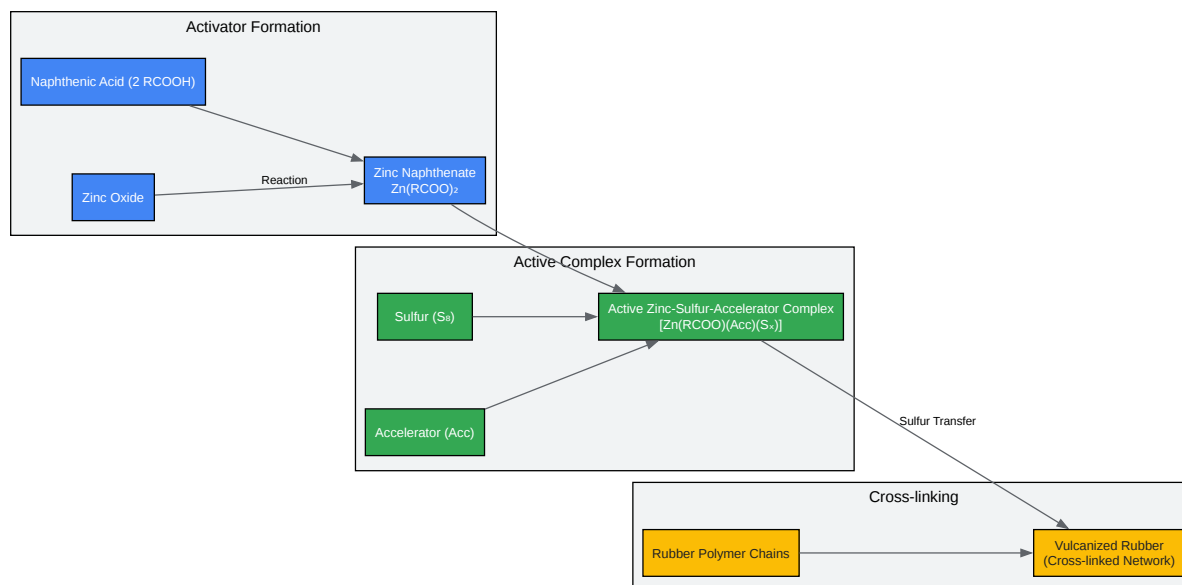 Activator Formation
Naphthenic Acid (2 RCOOH)
Zinc Oxide
Reaction
Zinc Naphthenate
Zn(RCOO)₂
Active Complex Formation
Sulfur (S₈)
Active Zinc-Sulfur-Accelerator Complex
[Zn(RCOO)(Acc)(Sₓ)]
Accelerator (Acc)
Sulfur Transfer
Cross-linking
Rubber Polymer Chains
Vulcanized Rubber
(Cross-linked Network)